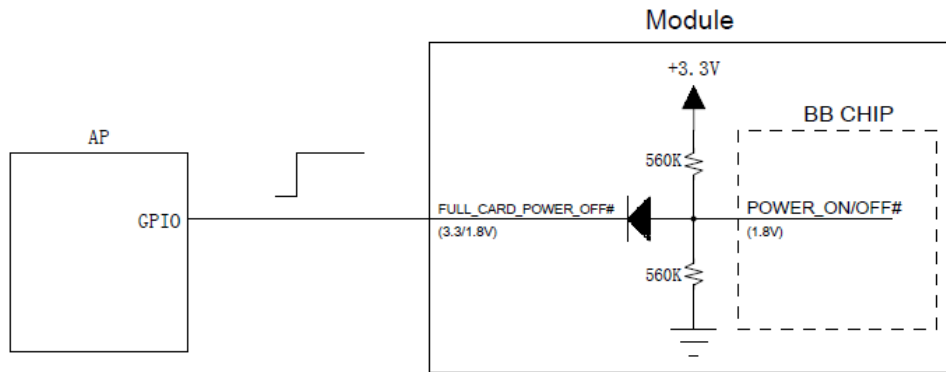 Module
+3.3V
AP
BB CHIP
560K
GPIO
FULL_CARD_POWER_OFF#
POWER_ON/OFF#
(3.3/1.8V)
(1.8V)
560K